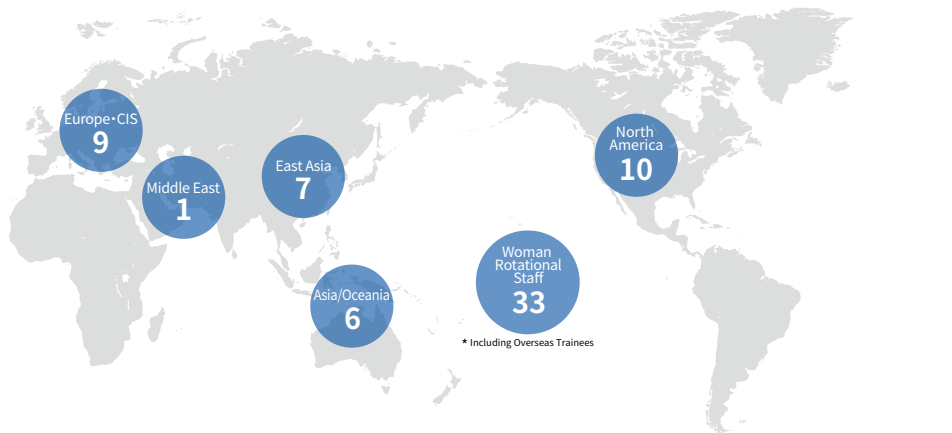 Europe・CIS
9
Middle East
1
East Asia
7
Asia/Oceania
6
North
America
10
Woman
Rotational
Staff
33
* Including Overseas Trainees